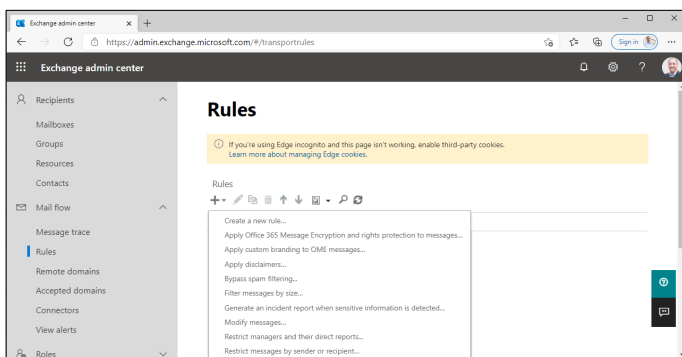 Exchange admin center
https://admin.exchange.microsoft.com/#/transportrules
Sign in
Exchange admin center
?
Recipients
Mailboxes
Groups
Resources
Contacts
Mail flow
Message trace
Rules
Remote domains
Accepted domains
Connectors
View alerts
Roles
Rules
If you're using Edge incognito and this page isn't working, enable third-party cookies.
Learn more about managing Edge cookies.
Rules
Create a new rule...
Apply Office 365 Message Encryption and rights protection to messages...
Apply custom branding to OME messages...
Apply disclaimers...
Bypass spam filtering...
Filter messages by size...
Generate an incident report when sensitive information is detected...
Modify messages...
Restrict managers and their direct reports...
Restrict messages by sender or recipient...